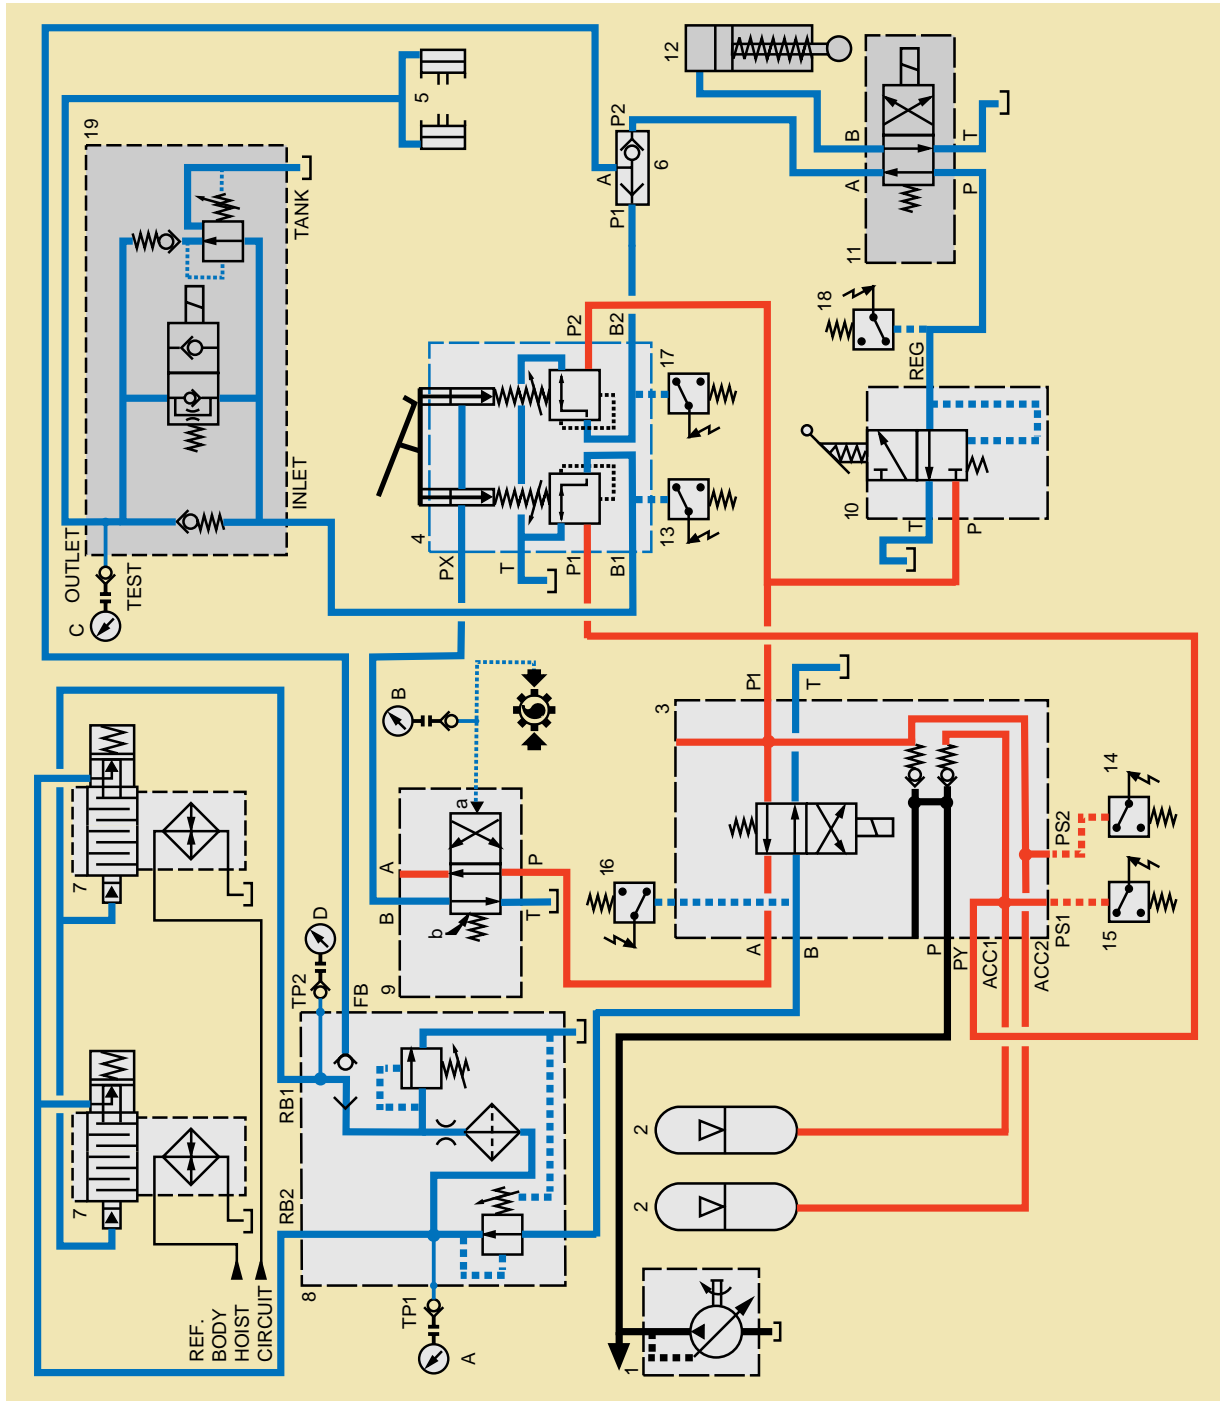 12
5
19
P2
B
T
A
6
A
P1
P
TANK
11
18
P2
B2
17
REG
INLET
OUTLET
TEST
C
4
PX
T
P1
B1
13
10
T
P
B
P1
T
3
a
A
P
B
T
b
9
16
14
PS2
PS1
15
7
D
TP2
FB
A
B
P
PY
ACC1
ACC2
RB1
7
RB2
8
2
2
REF.
BODY
HOIST
CIRCUIT
TP1
A
1